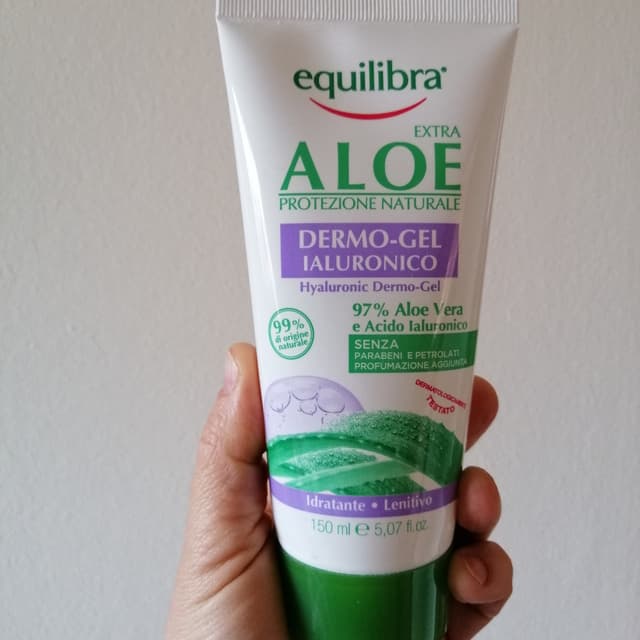 equilibra®
EXTRA
ALOE
PROTEZIONE NATURALE
DERMO-GEL
IALURONICO
Hyaluronic Dermo-Gel
97% Aloe Vera
e Acido Ialuronico
99%
di origine
naturale
SENZA
PARABENI E PETROLATI
PROFUMAZIONE AGGIUNTA
DERMATOLOGICAMENTE
TESTATO
Idratante • Lenitivo
150 ml ℮ 5,07 fl.oz